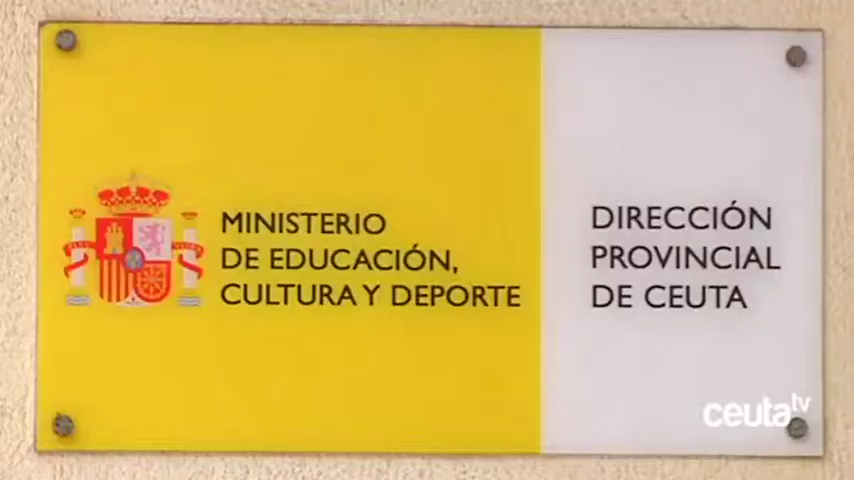 MINISTERIO
DE EDUCACIÓN,
CULTURA Y DEPORTE
DIRECCIÓN
PROVINCIAL
DE CEUTA
ceuta tv